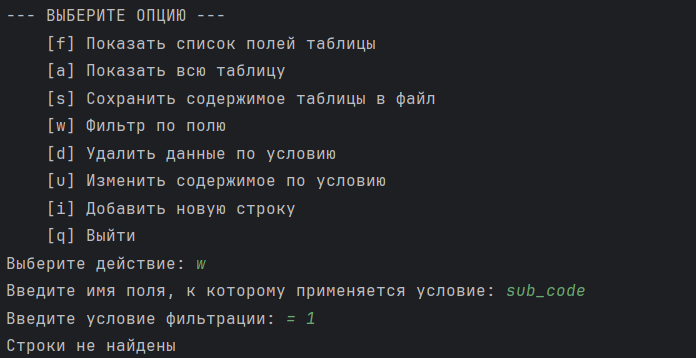 --- ВЫБЕРИТЕ ОПЦИЮ ---
[f] Показать список полей таблицы
[a] Показать всю таблицу
[s] Сохранить содержимое таблицы в файл
[w] Фильтр по полю
[d] Удалить данные по условию
[u] Изменить содержимое по условию
[i] Добавить новую строку
[q] Выйти
Выберите действие: w
Введите имя поля, к которому применяется условие: sub_code
Введите условие фильтрации: = 1
Строки не найдены